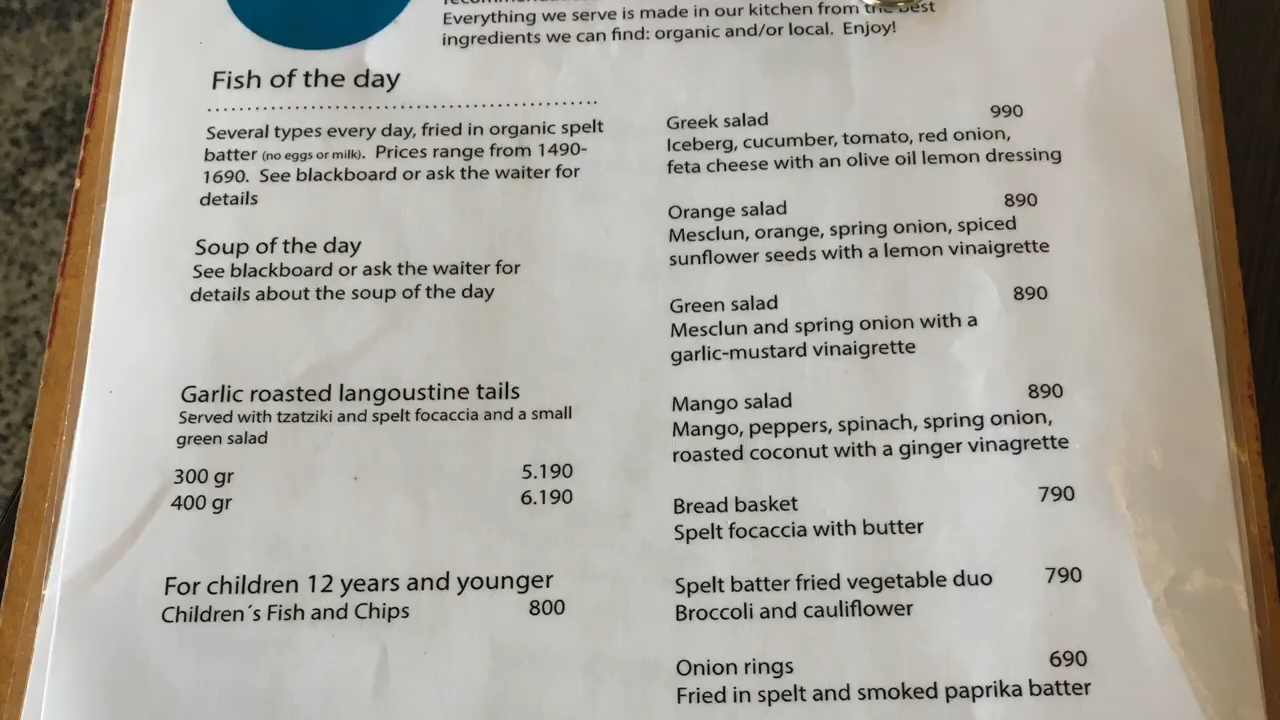 Everything we serve is made in our kitchen from the best
ingredients we can find: organic and/or local. Enjoy!
Fish of the day
Several types every day, fried in organic spelt
batter (no eggs or milk). Prices range from 1490-
1690. See blackboard or ask the waiter for
details
Soup of the day
See blackboard or ask the waiter for
details about the soup of the day
Garlic roasted langoustine tails
Served with tzatziki and spelt focaccia and a small
green salad
300 gr 5.190
400 gr 6.190
For children 12 years and younger
Children´s Fish and Chips 800
Greek salad 990
Iceberg, cucumber, tomato, red onion,
feta cheese with an olive oil lemon dressing
Orange salad 890
Mesclun, orange, spring onion, spiced
sunflower seeds with a lemon vinaigrette
Green salad 890
Mesclun and spring onion with a
garlic-mustard vinaigrette
Mango salad 890
Mango, peppers, spinach, spring onion,
roasted coconut with a ginger vinagrette
Bread basket 790
Spelt focaccia with butter
Spelt batter fried vegetable duo 790
Broccoli and cauliflower
Onion rings 690
Fried in spelt and smoked paprika batter